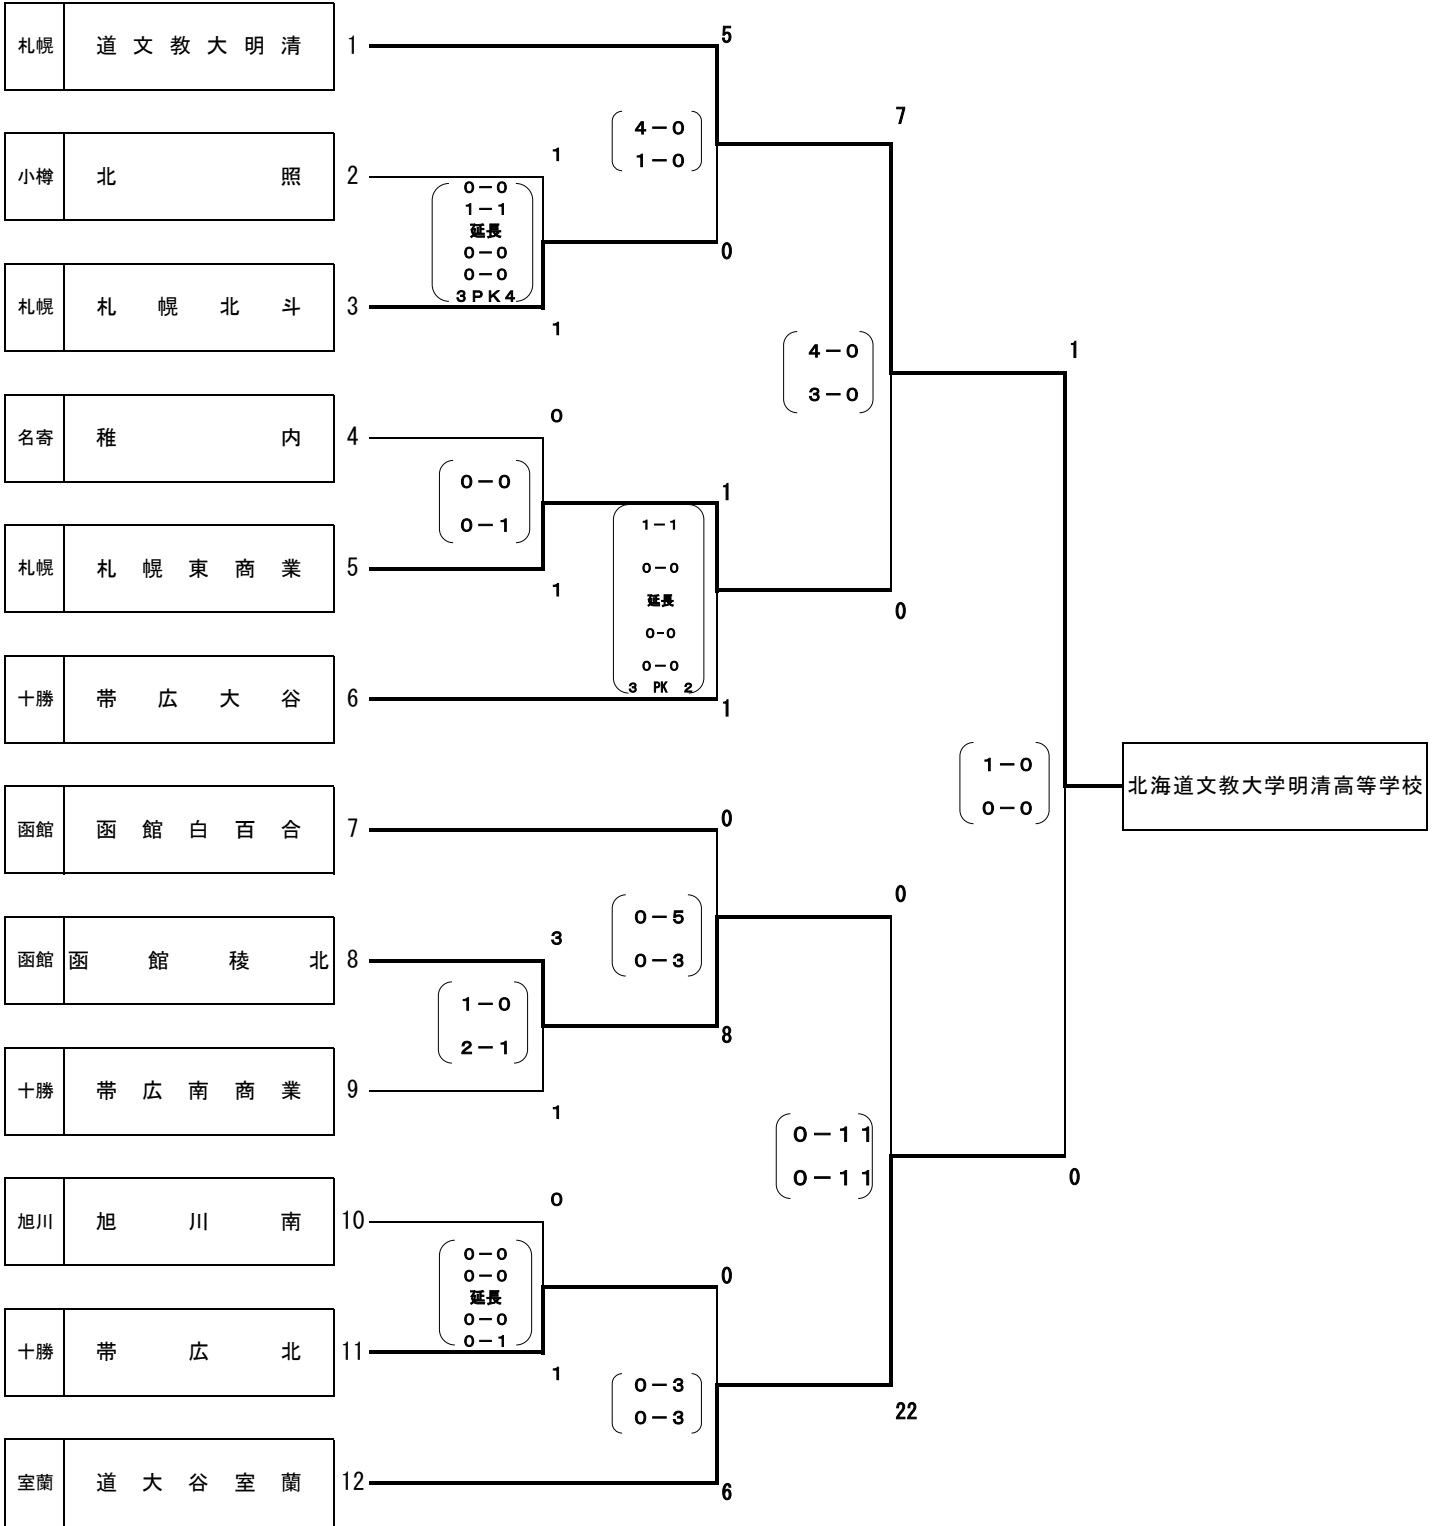 札幌 道文教大明清 1
5
7
4－0
1－0
1
小樽 北照 2
0－0
1－1
延長
0－0
0－0
3PK4
0
札幌 札幌北斗 3
1
4－0
3－0
1
0
名寄 稚内 4
0－0
0－1
1
1－1
0－0
延長
0-0
0－0
3 PK 2
札幌 札幌東商業 5
1
0
十勝 帯広大谷 6
1
1－0
0－0
北海道文教大学明清高等学校
函館 函館白百合 7
0
0
0－5
0－3
3
函館 函館稜北 8
1－0
2－1
8
十勝 帯広南商業 9
1
0－11
0－11
0
0
旭川 旭川南 10
0－0
0－0
延長
0－0
0－1
0
十勝 帯広北 11
1
0－3
0－3
22
室蘭 道大谷室蘭 12
6